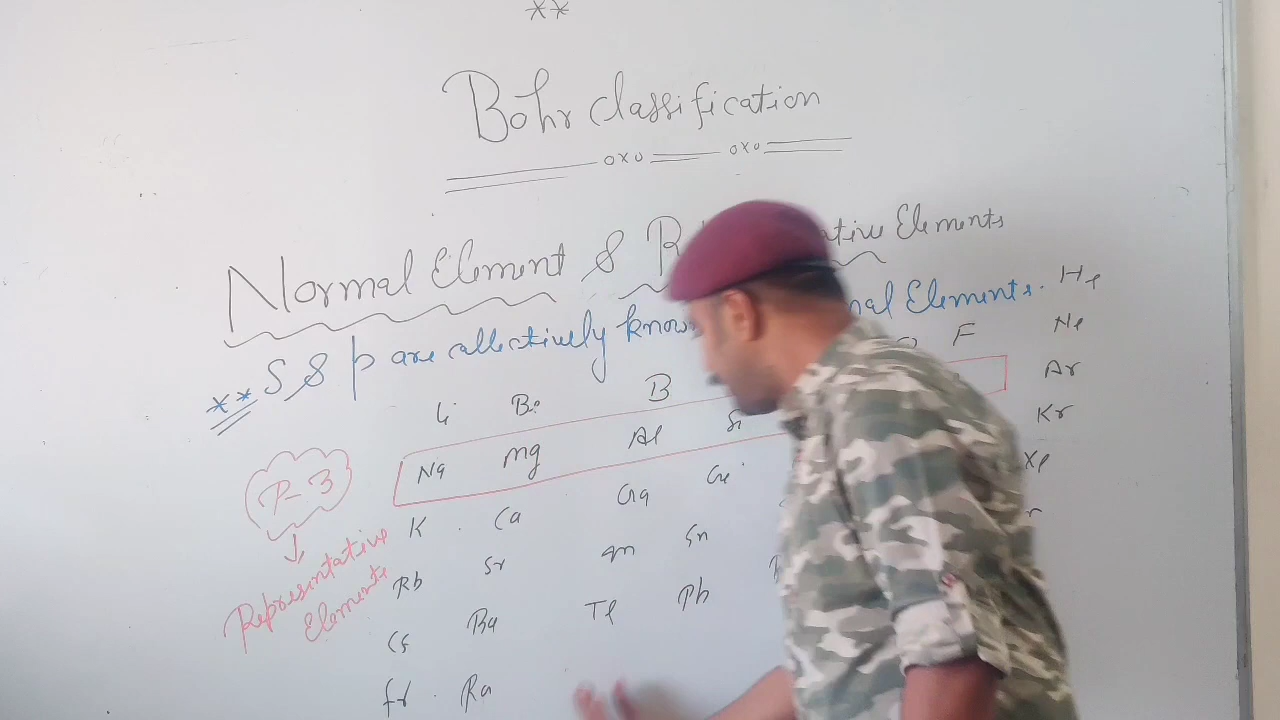 **
Bohr classification
oxo oxo
Normal Element & R ative Elements
** S & p are collectively know nal Elements.
He
Li Be B F Ne
Na Mg Al Si Ar
P-3
K Ca Ga Ge Kr
Representative Elements
Rb Sr In Sn Xe
Cs Ba Tl Pb
Fr Ra